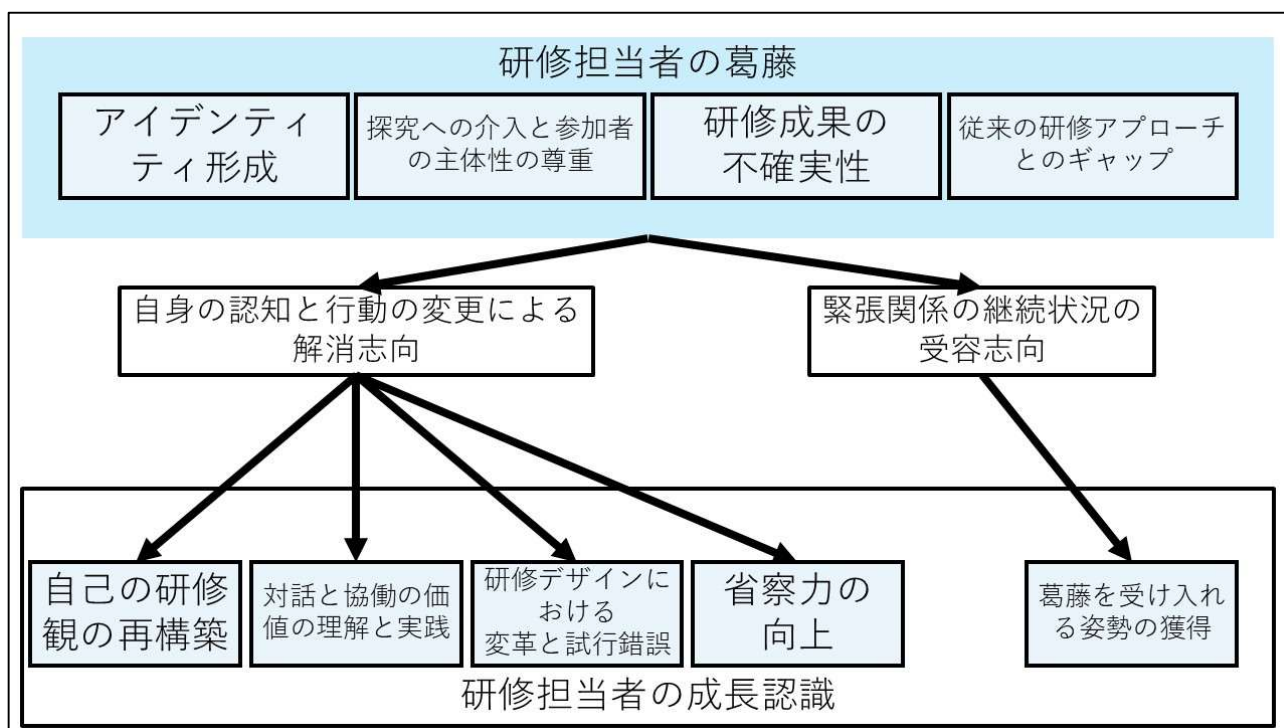 研修担当者の葛藤
アイデンティ
ティ形成
探究への介入と参加者
の主体性の尊重
研修成果の
不確実性
従来の研修アプローチ
とのギャップ
自身の認知と行動の変更による
解消志向
緊張関係の継続状況の
受容志向
自己の研修
観の再構築
対話と協働の価
値の理解と実践
研修デザインに
おける
変革と試行錯誤
省察力の
向上
葛藤を受け入れ
る姿勢の獲得
研修担当者の成長認識